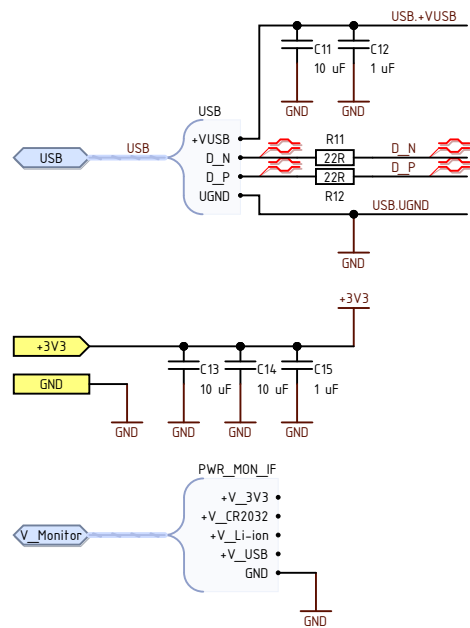 USB.+VUSB
C11
C12
10 uF
1 uF
GND
GND
USB
+VUSB
USB
USB
D_N
R11
22R
D_N
D_P
22R
D_P
UGND
R12
USB.UGND
GND
+3V3
+3V3
C13
C14
C15
10 uF
10 uF
1 uF
GND
GND
GND
GND
GND
PWR_MON_IF
+V_3V3
+V_CR2032
V_Monitor
+V_Li-ion
+V_USB
GND
GND